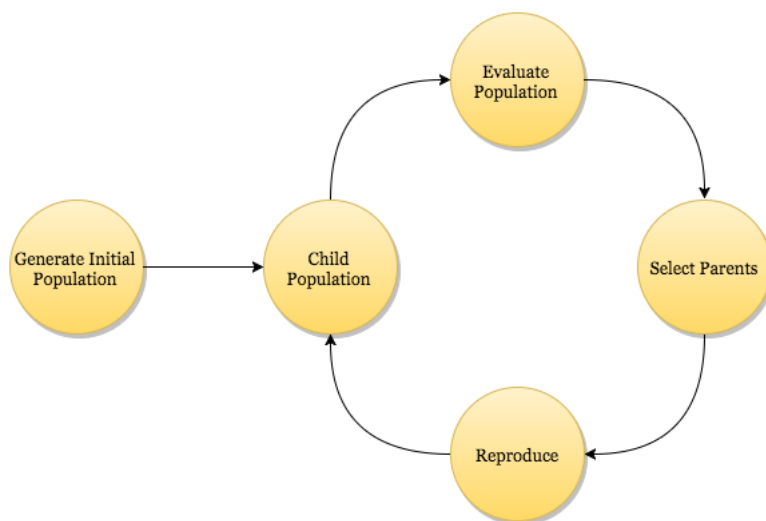 Evaluate
Population
Generate Initial
Population
Child
Population
Select Parents
Reproduce